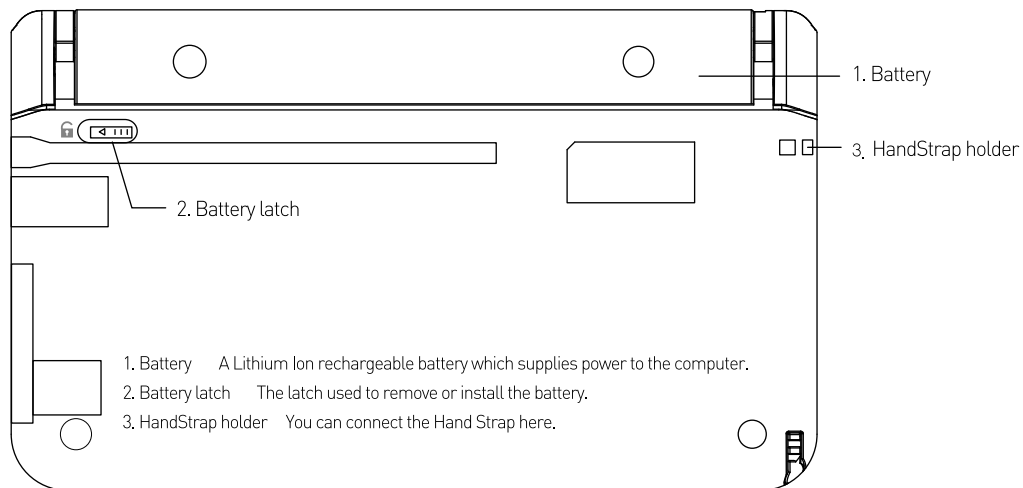 1. Battery
3. HandStrap holder
2. Battery latch
1. Battery A Lithium Ion rechargeable battery which supplies power to the computer.
2. Battery latch The latch used to remove or install the battery.
3. HandStrap holder You can connect the Hand Strap here.